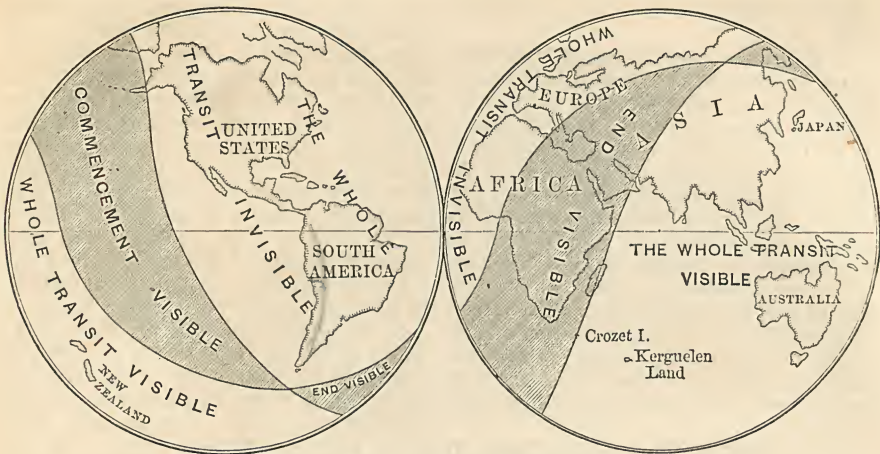 TRANSIT THE WHOLE INVISIBLE
COMMENCEMENT VISIBLE
WHOLE TRANSIT VISIBLE
UNITED
STATES
SOUTH
AMERICA
NEW
ZEALAND
END VISIBLE
WHOLE TRANSIT INVISIBLE
EUROPE
ASIA
JAPAN
AFRICA
END VISIBLE
THE WHOLE TRANSIT
VISIBLE
AUSTRALIA
Crozet I.
Kerguelen
Land